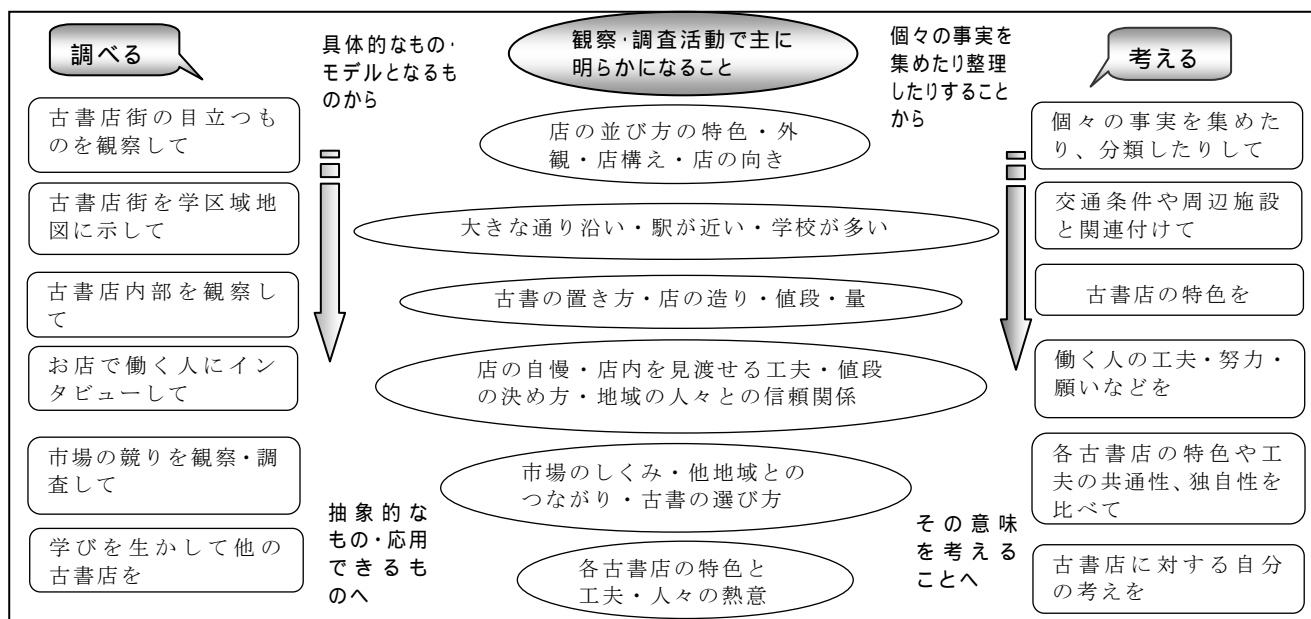 調べる
具体的なもの・
モデルとなるも
のから
観察・調査活動で主に
明らかになること
個々の事実を
集めたり整理
したりすること
から
考える
古書店街の目立つも
のを観察して
店の並び方の特色・外
観・店構え・店の向き
個々の事実を集めた
り、分類したりして
古書店街を学区域地
図に示して
大きな通り沿い・駅が近い・学校が多い
交通条件や周辺施設
と関連付けて
古書店内部を観察し
て
古書の置き方・店の造り・値段・量
古書店の特色を
お店で働く人にイン
タビューして
店の自慢・店内を見渡せる工夫・値段
の決め方・地域の人々との信頼関係
働く人の工夫・努力・
願いなどを
市場の競りを観察・調
査して
市場のしくみ・他地域との
つながり・古書の選び方
各古書店の特色や工
夫の共通性、独自性を
比べて
抽象的な
もの・応用
できるも
のへ
その意味
を考える
ことへ
学びを生かして他の
古書店を
各古書店の特色と
工夫・人々の熱意
古書店に対する自分
の考えを